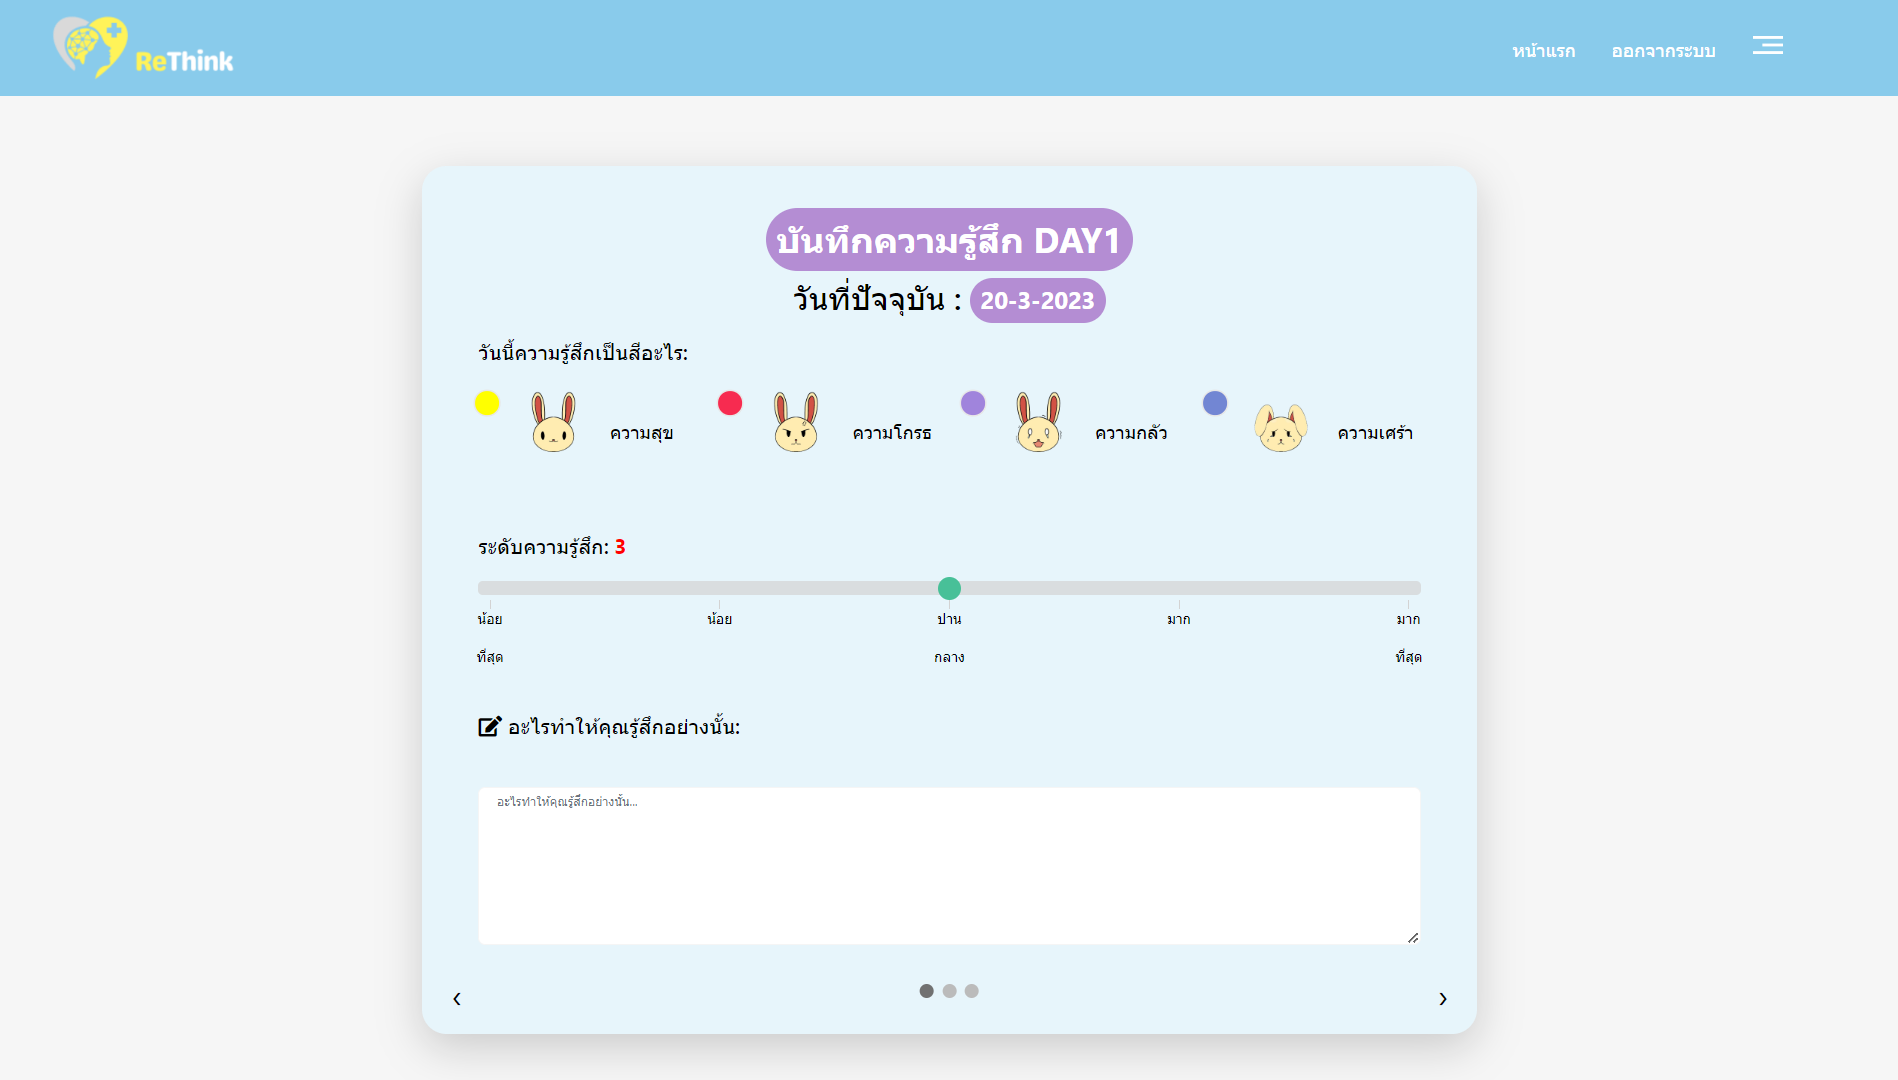 ReThink
หน้าแรก
ออกจากระบบ
บันทึกความรู้สึก DAY1
วันที่ปัจจุบัน : 20-3-2023
วันนี้ความรู้สึกเป็นสีอะไร:
ความสุข
ความโกรธ
ความกลัว
ความเศร้า
ระดับความรู้สึก: 3
น้อย
ที่สุด
น้อย
ปาน
กลาง
มาก
มาก
ที่สุด
อะไรทำให้คุณรู้สึกอย่างนั้น:
อะไรทำให้คุณรู้สึกอย่างนั้น...